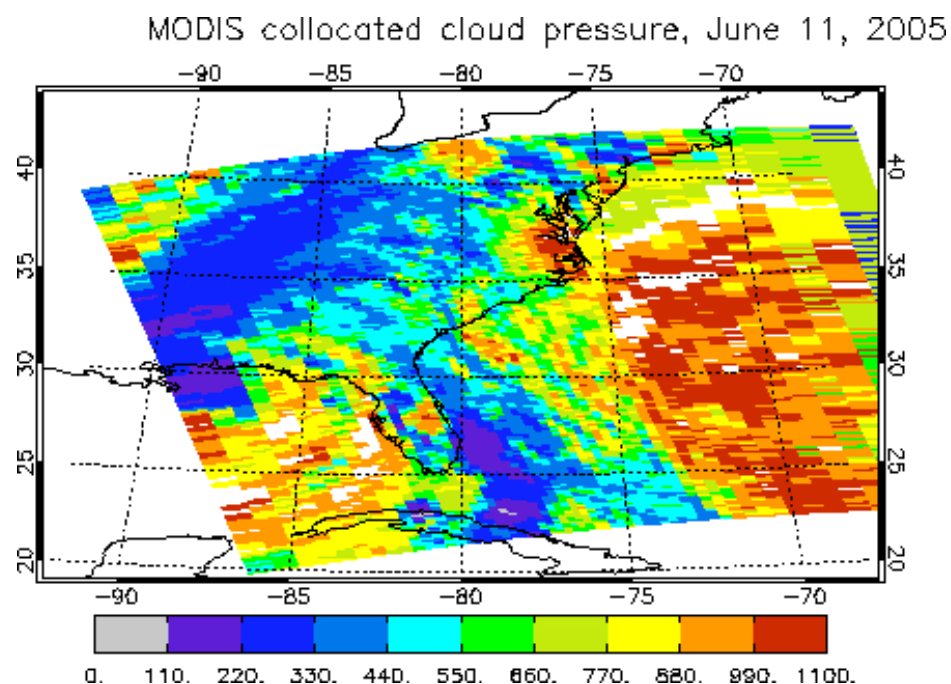 MODIS collocated cloud pressure, June 11, 2005
-90 -85 -80 -75 -70
40 40
35 35
30 30
25 25
20 20
-90 -85 -80 -75 -70
0. 110. 220. 330. 440. 550. 660. 770. 880. 990. 1100.